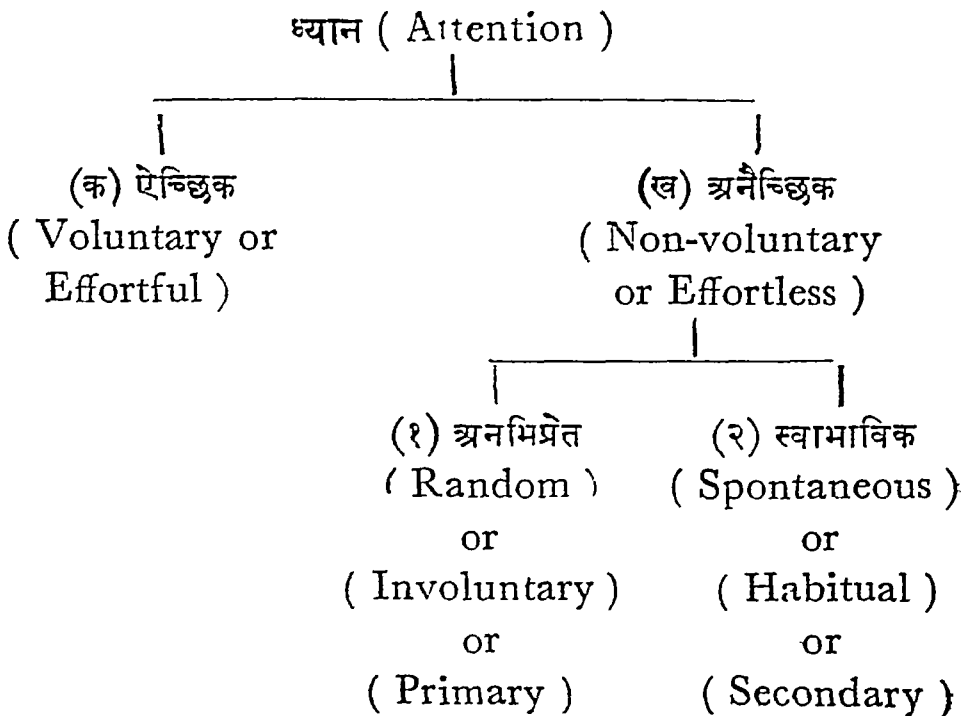 ध्यान ( Attention )
(क) ऐच्छिक
( Voluntary or
Effortful )
(ख) अनैच्छिक
( Non-voluntary
or Effortless )
(१) अनभिप्रेत
( Random )
or
( Involuntary )
or
( Primary )
(२) स्वाभाविक
( Spontaneous )
or
( Habitual )
or
( Secondary )